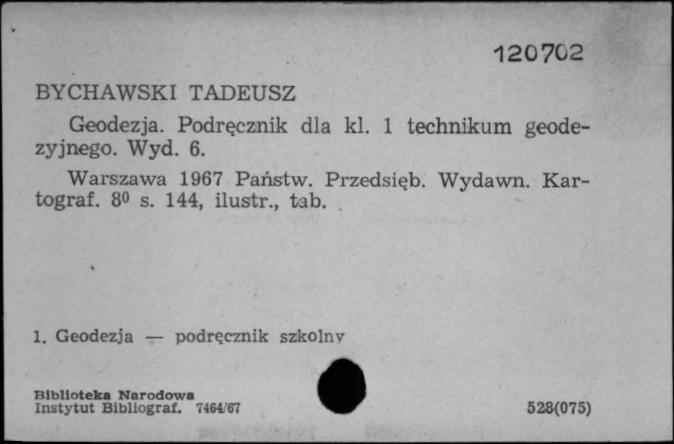 120702
BYCHAWSKI TADEUSZ
Geodezja. Podręcznik dla kl. 1 technikum geode-
zyjnego. Wyd. 6.
Warszawa 1967 Państw. Przedsięb. Wydawn. Kar-
tograf. 8⁰ s. 144, ilustr., tab.
1. Geodezja — podręcznik szkolny
Biblioteka Narodowa
Instytut Bibliograf. 7464/67
528(075)